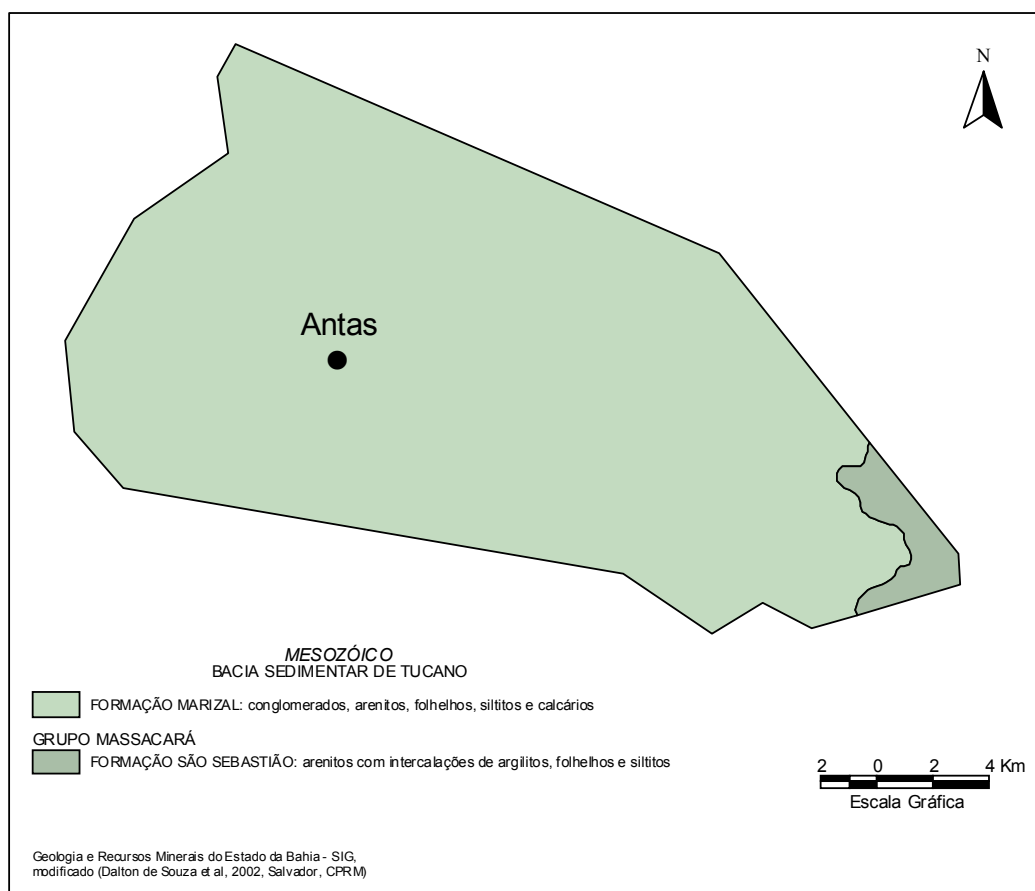 N
Antas
MESOZÓICO
BACIA SEDIMENTAR DE TUCANO
FORMAÇÃO MARIZAL: conglomerados, arenitos, folhelhos, siltitos e calcários
GRUPO MASSACARÁ
FORMAÇÃO SÃO SEBASTIÃO: arenitos com intercalações de argilitos, folhelhos e siltitos
2 0 2 4 Km
Escala Gráfica
Geologia e Recursos Minerais do Estado da Bahia - SIG,
modificado (Dalton de Souza et al, 2002, Salvador, CPRM)